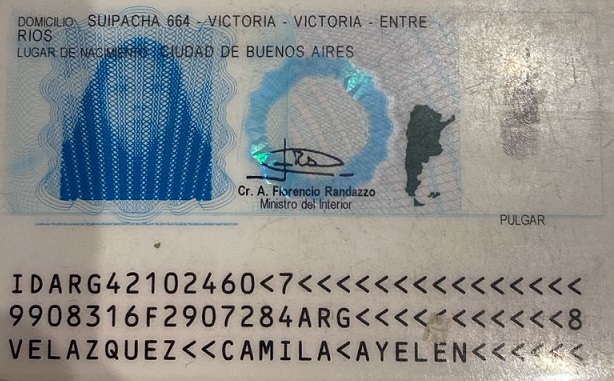 DOMICILIO: SUIPACHA 664 - VICTORIA - VICTORIA - ENTRE
RIOS
LUGAR DE NACIMIENTO: CIUDAD DE BUENOS AIRES
Cr. A. Florencio Randazzo
Ministro del Interior
PULGAR
IDARG42102460<7<<<<<<<<<<<<<<<
9908316F2907284ARG<<<<<<<<<<<8
VELAZQUEZ<<CAMILA<AYELEN<<<<<<